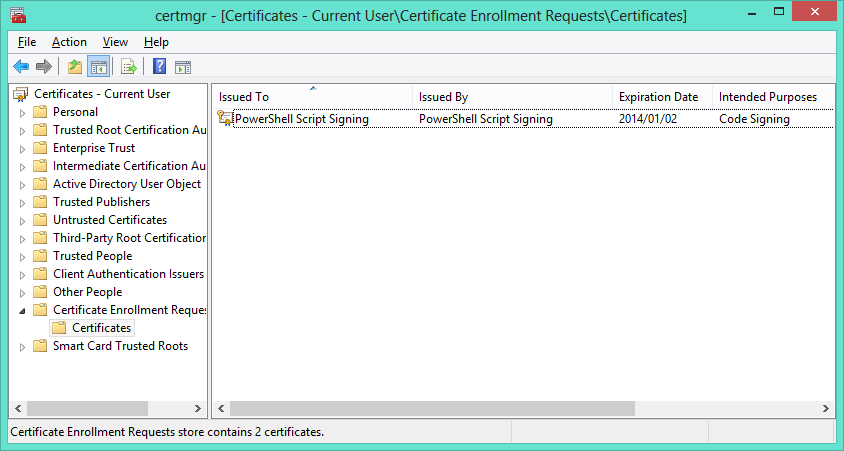 certmgr - [Certificates - Current User\Certificate Enrollment Requests\Certificates]
File Action View Help
Certificates - Current User
Personal
Trusted Root Certification Au
Enterprise Trust
Intermediate Certification Au
Active Directory User Object
Trusted Publishers
Untrusted Certificates
Third-Party Root Certification
Trusted People
Client Authentication Issuers
Other People
Certificate Enrollment Reques
Certificates
Smart Card Trusted Roots
Issued To Issued By Expiration Date Intended Purposes
PowerShell Script Signing PowerShell Script Signing 2014/01/02 Code Signing
Certificate Enrollment Requests store contains 2 certificates.